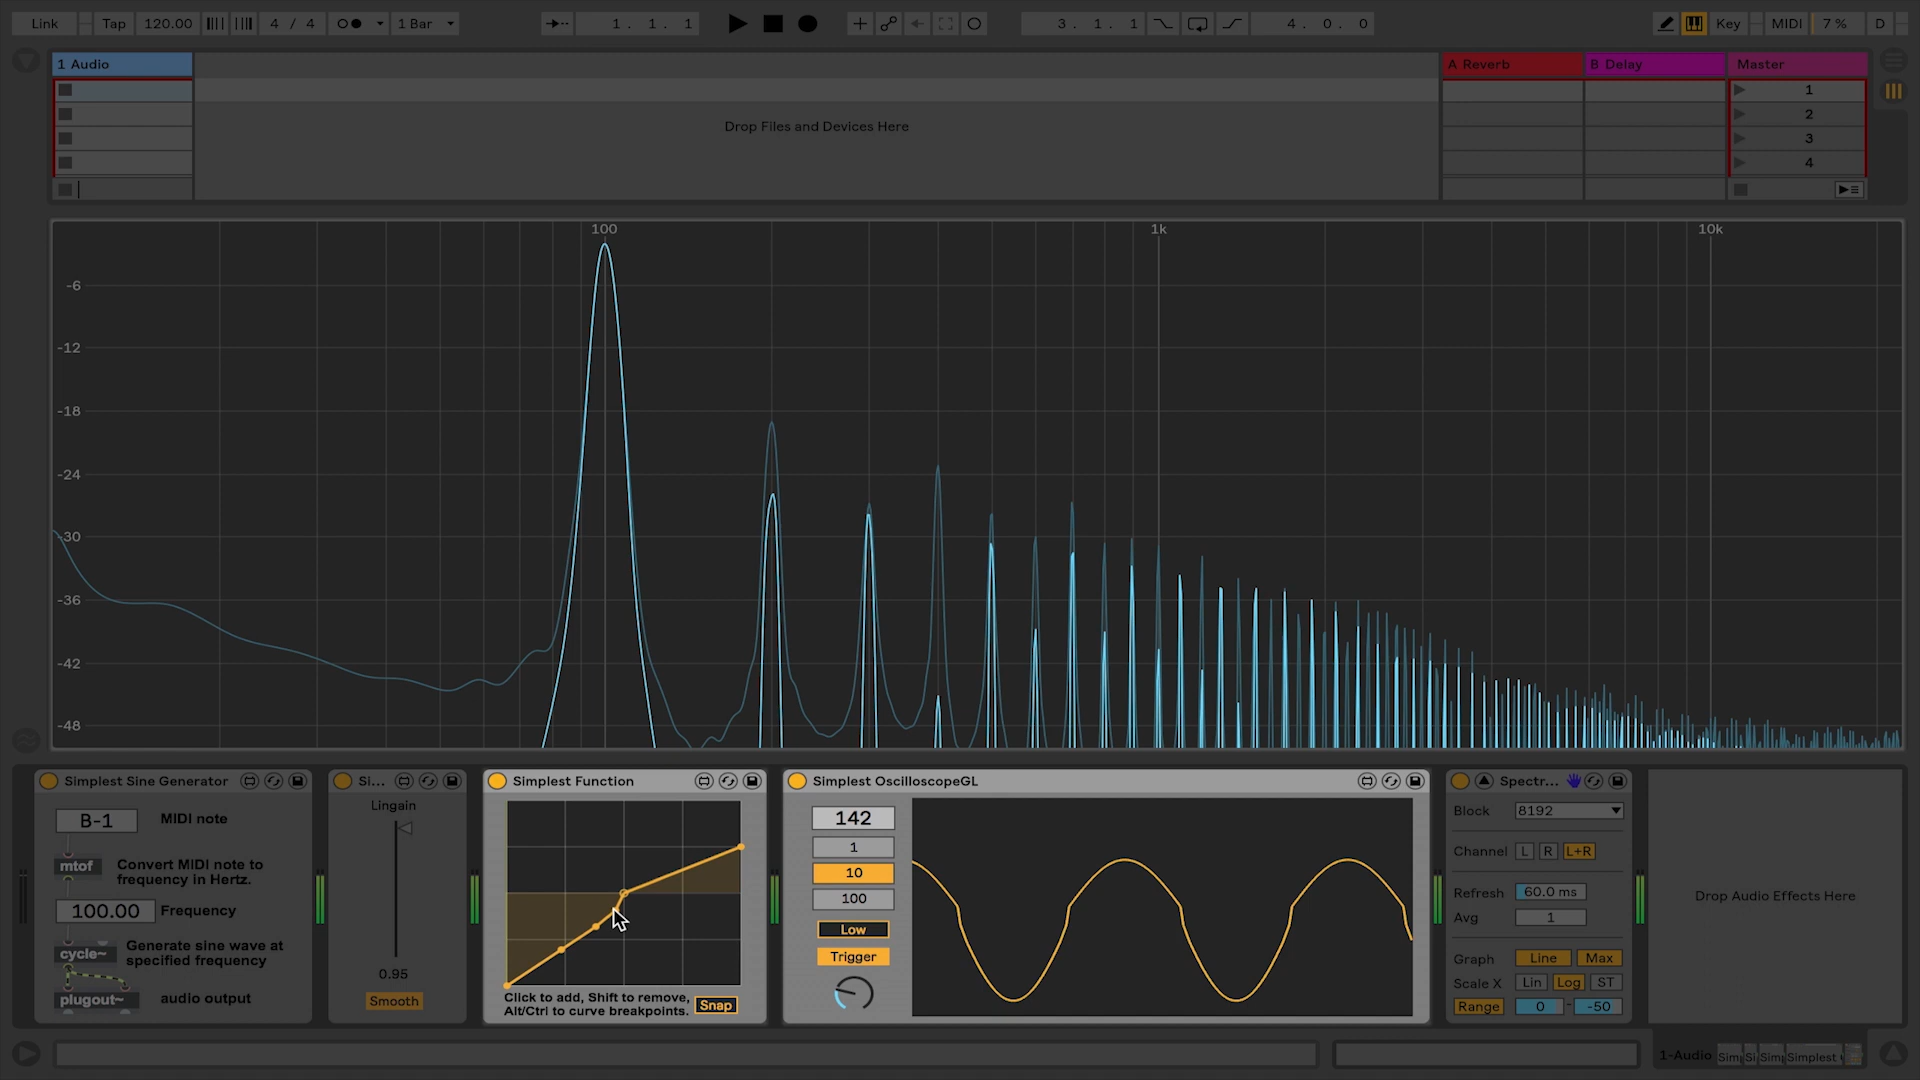 Link Tap 120.00 4 / 4 1 Bar 1. 1. 1 3. 1. 1 4. 0. 0 Key MIDI 7 % D
1 Audio A Reverb B Delay Master
1
Drop Files and Devices Here 2
3
4
100 1k 10k
-6
-12
-18
-24
-30
-36
-42
-48
Simplest Sine Generator Si... Simplest Function Simplest OscilloscopeGL Spectr...
B-1 MIDI note
mtof Convert MIDI note to
frequency in Hertz.
100.00 Frequency
cycle~ Generate sine wave at
specified frequency
plugout~ audio output
Lingain
0.95
Smooth
Click to add, Shift to remove,
Alt/Ctrl to curve breakpoints. Snap
142
1
10
100
Low
Trigger
Block 8192
Channel L R L+R
Refresh 60.0 ms
Avg 1
Graph Line Max
Scale X Lin Log ST
Range 0 - -50
Drop Audio Effects Here
1-Audio Simp Si Simp Simplest